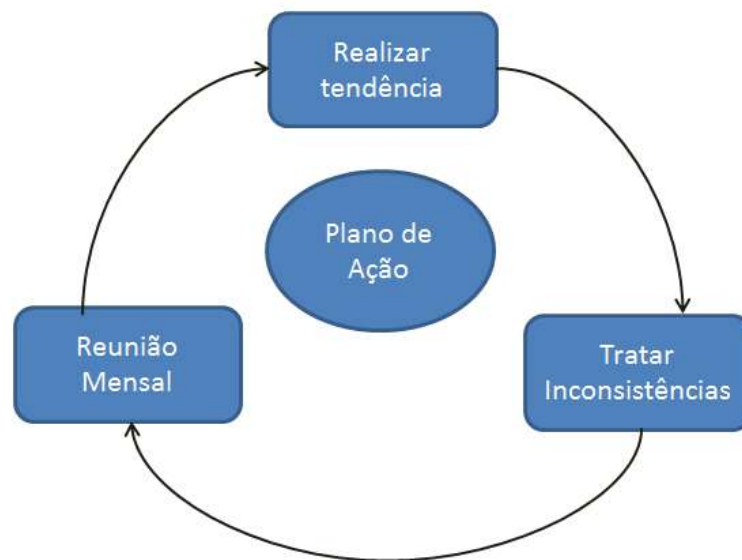 Realizar
tendência
Plano de
Ação
Reunião
Mensal
Tratar
Inconsistências